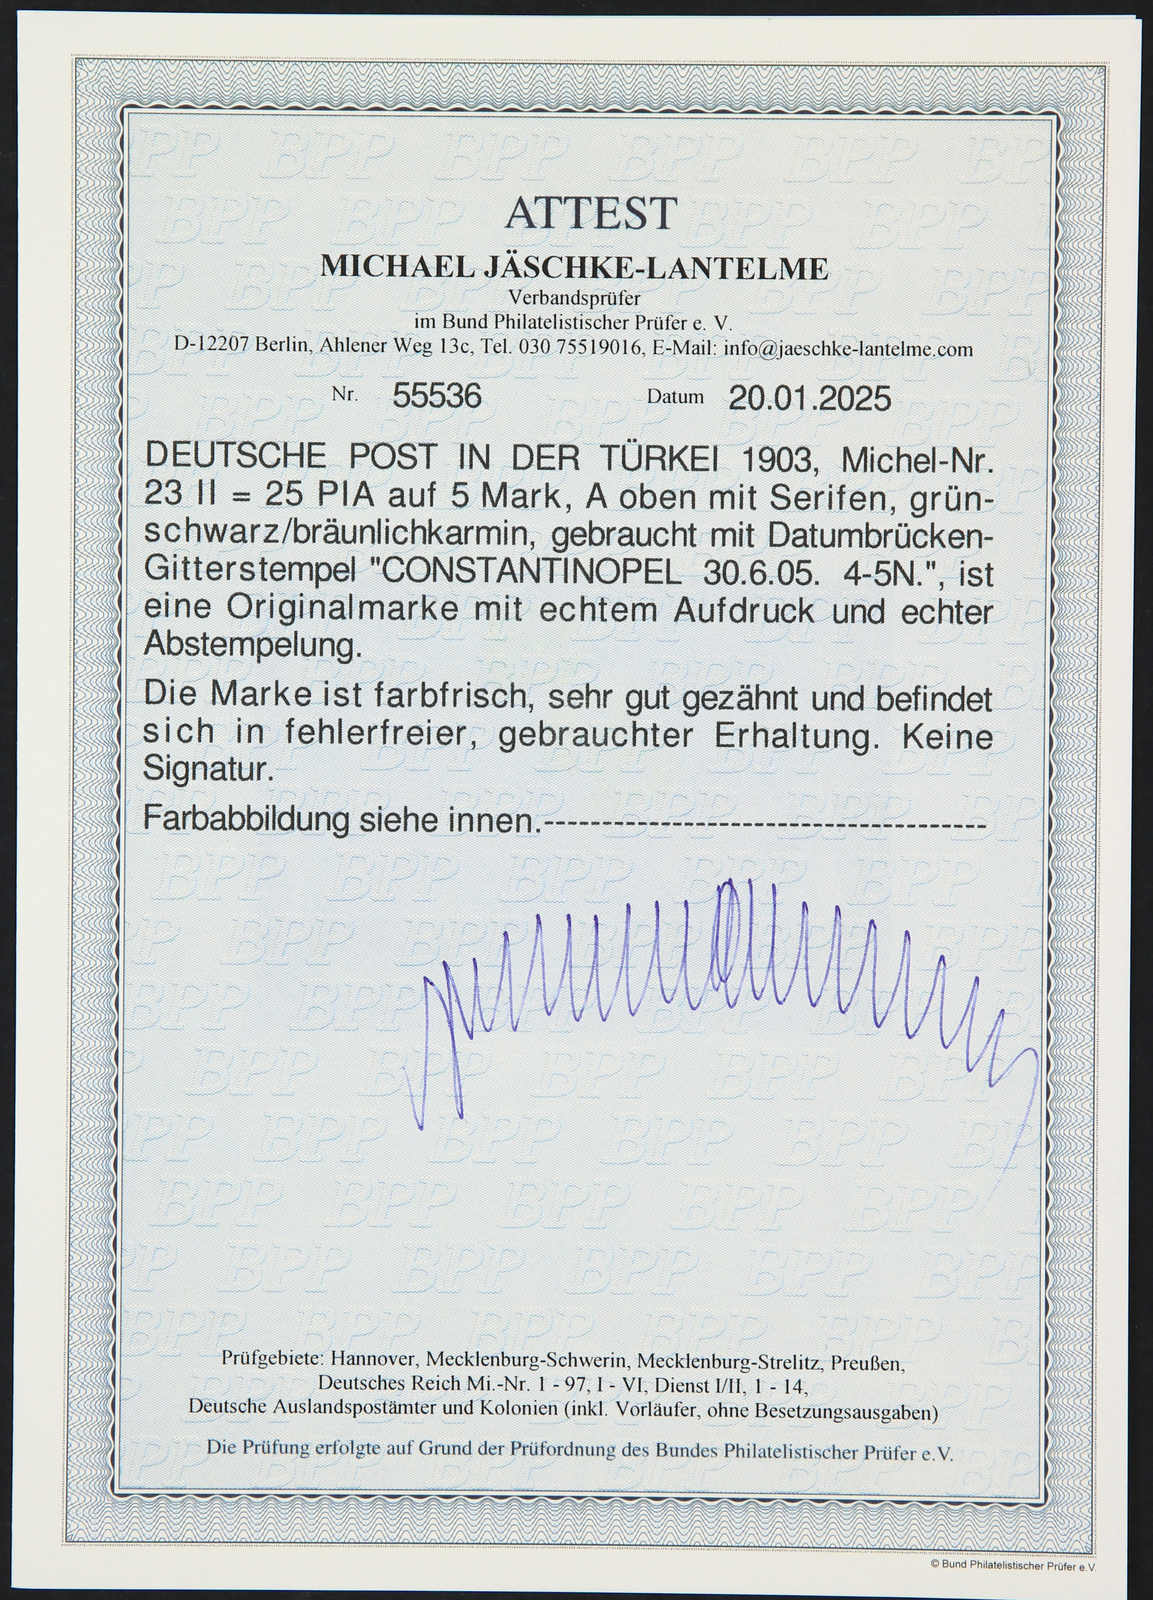 ATTEST
MICHAEL JÄSCHKE-LANTELME
Verbandsprüfer
im Bund Philatelistischer Prüfer e. V.
D-12207 Berlin, Ahlener Weg 13c, Tel. 030 75519016, E-Mail: info@jaeschke-lantelme.com
Nr. 55536 Datum 20.01.2025
DEUTSCHE POST IN DER TÜRKEI 1903, Michel-Nr.
23 II = 25 PIA auf 5 Mark, A oben mit Serifen, grün-
schwarz/bräunlichkarmin, gebraucht mit Datumbrücken-
Gitterstempel "CONSTANTINOPEL 30.6.05. 4-5N.", ist
eine Originalmarke mit echtem Aufdruck und echter
Abstempelung.
Die Marke ist farbfrisch, sehr gut gezähnt und befindet
sich in fehlerfreier, gebrauchter Erhaltung. Keine
Signatur.
Farbabbildung siehe innen.--------------------------------------
Prüfgebiete: Hannover, Mecklenburg-Schwerin, Mecklenburg-Strelitz, Preußen,
Deutsches Reich Mi.-Nr. 1 - 97, I - VI, Dienst I/II, 1 - 14,
Deutsche Auslandspostämter und Kolonien (inkl. Vorläufer, ohne Besetzungsausgaben)
Die Prüfung erfolgte auf Grund der Prüfordnung des Bundes Philatelistischer Prüfer e.V.
© Bund Philatelistischer Prüfer e.V.